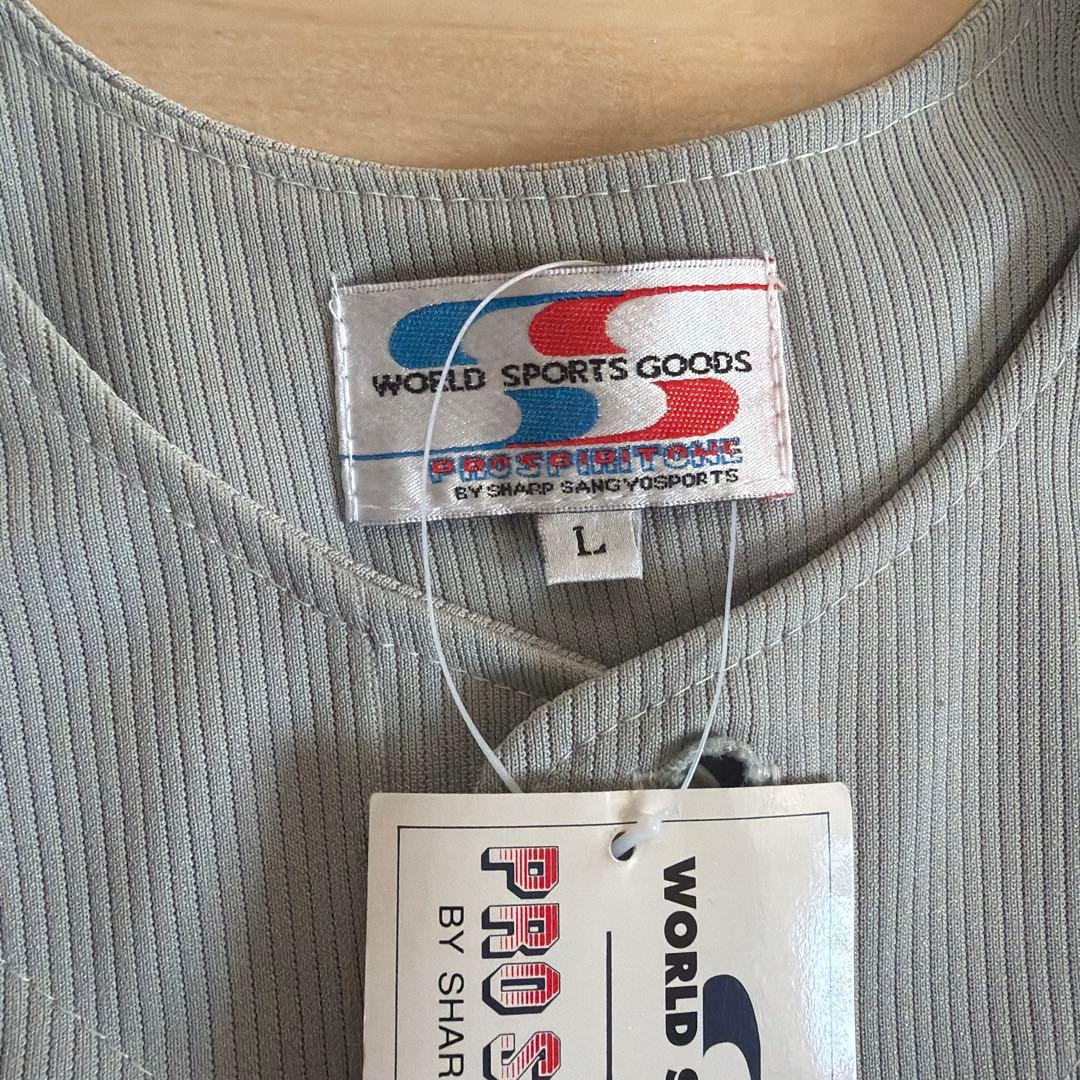 WORLD SPORTS GOODS
PROSPIRITONE
BY SHARP SANGYOSPORTS
L
WORLD S
PROS
BY SHAR